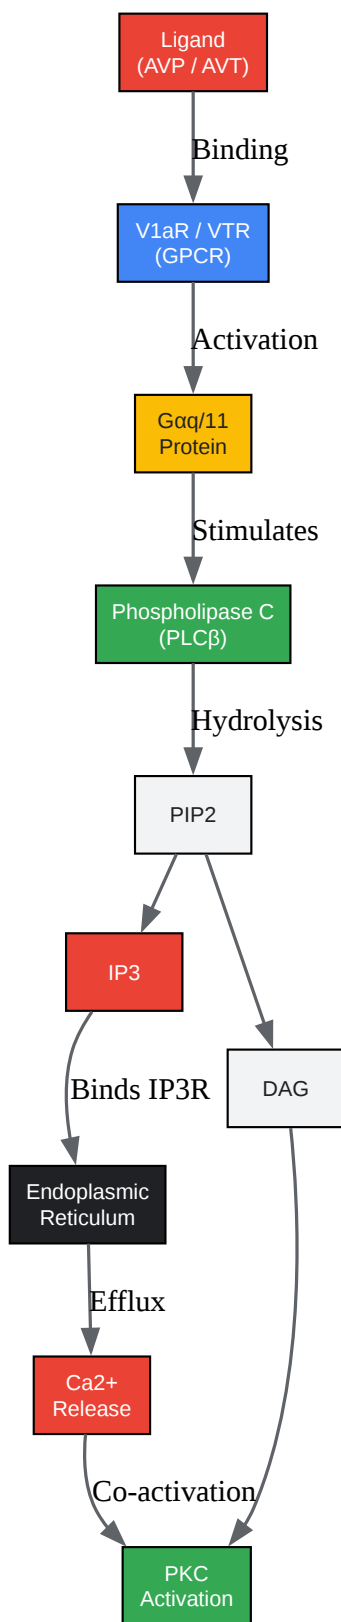 Ligand
(AVP / AVT)
Binding
V1aR / VTR
(GPCR)
Activation
Gαq/11
Protein
Stimulates
Phospholipase C
(PLCβ)
Hydrolysis
PIP2
IP3
DAG
Binds IP3R
Endoplasmic
Reticulum
Efflux
Ca2+
Release
Co-activation
PKC
Activation